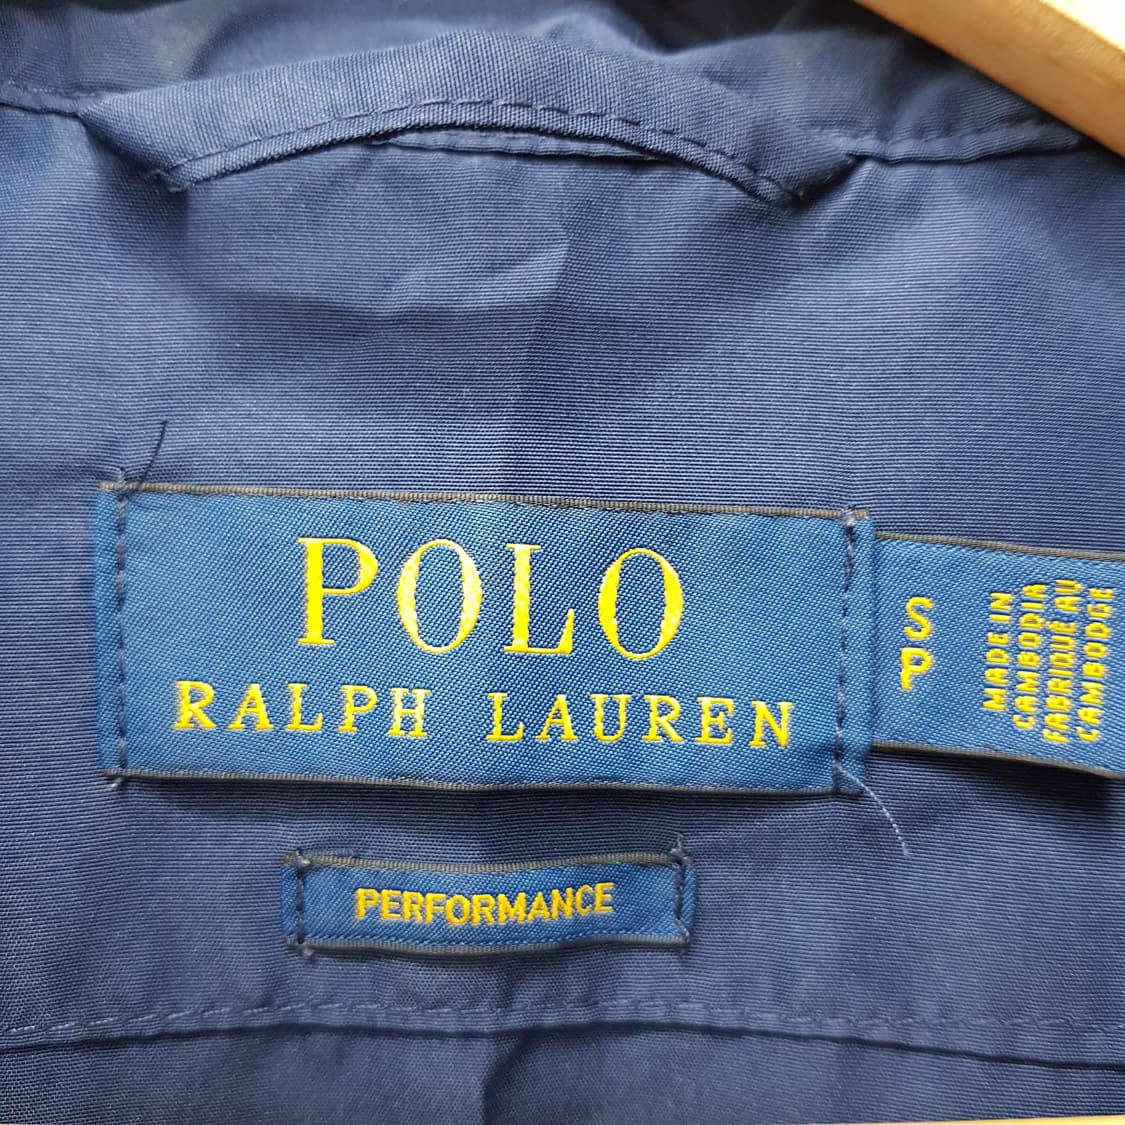 POLO
RALPH LAUREN
S
P
MADE IN
CAMBODIA
FABRIQUÉ AU
CAMBODGE
PERFORMANCE